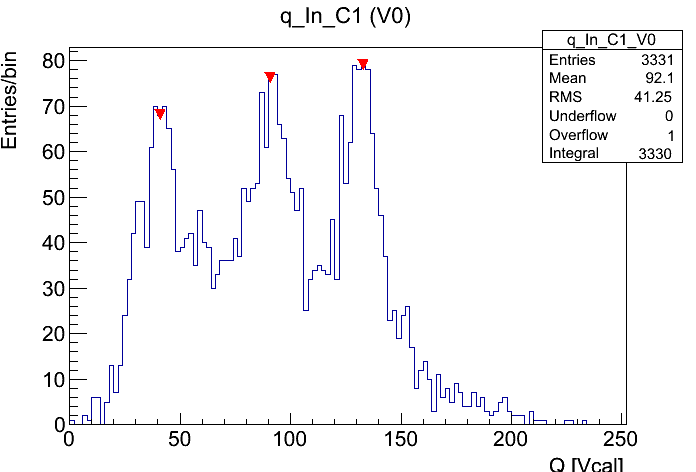 q_In_C1 (V0)
q_In_C1_V0
Entries 3331
Mean 92.1
RMS 41.25
Underflow 0
Overflow 1
Integral 3330
Entries/bin
80
70
60
50
40
30
20
10
0
0 50 100 150 200 250
Q [Vcal]